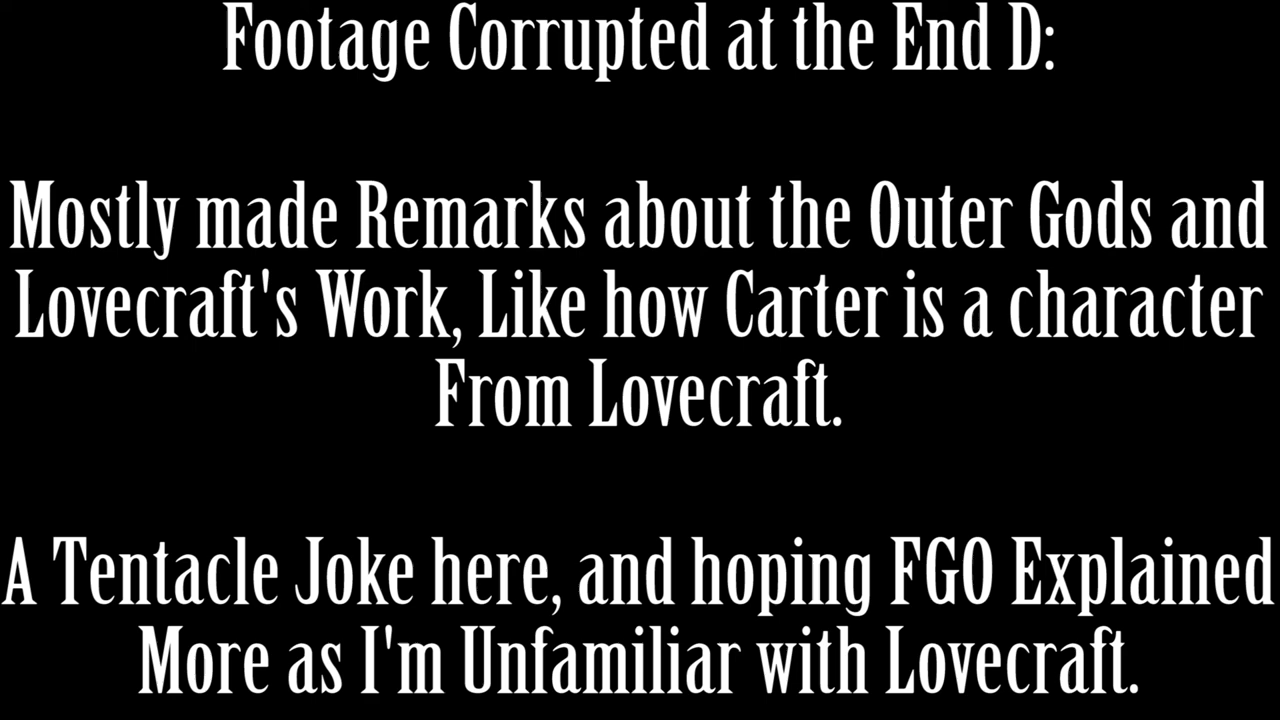 Footage Corrupted at the End D:
Mostly made Remarks about the Outer Gods and
Lovecraft's Work, Like how Carter is a character
From Lovecraft.
A Tentacle Joke here, and hoping FGO Explained
More as I'm Unfamiliar with Lovecraft.